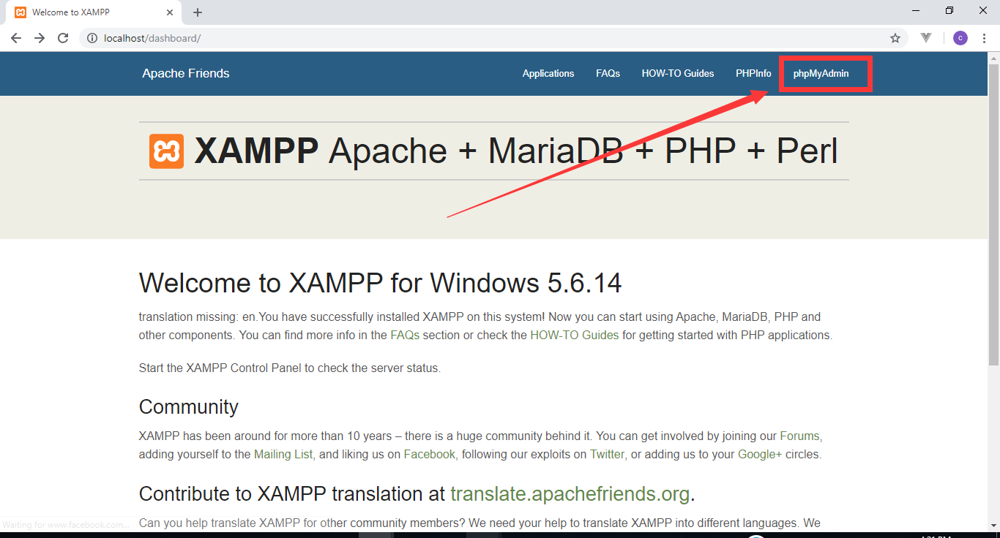 Welcome to XAMPP
localhost/dashboard/
c
Apache Friends
Applications FAQs HOW-TO Guides PHPInfo phpMyAdmin
XAMPP Apache + MariaDB + PHP + Perl
Welcome to XAMPP for Windows 5.6.14
translation missing: en.You have successfully installed XAMPP on this system! Now you can start using Apache, MariaDB, PHP and
other components. You can find more info in the FAQs section or check the HOW-TO Guides for getting started with PHP applications.
Start the XAMPP Control Panel to check the server status.
Community
XAMPP has been around for more than 10 years – there is a huge community behind it. You can get involved by joining our Forums,
adding yourself to the Mailing List, and liking us on Facebook, following our exploits on Twitter, or adding us to your Google+ circles.
Contribute to XAMPP translation at translate.apachefriends.org.
Waiting for www.facebook.com...
Can you help translate XAMPP for other community members? We need your help to translate XAMPP into different languages. We